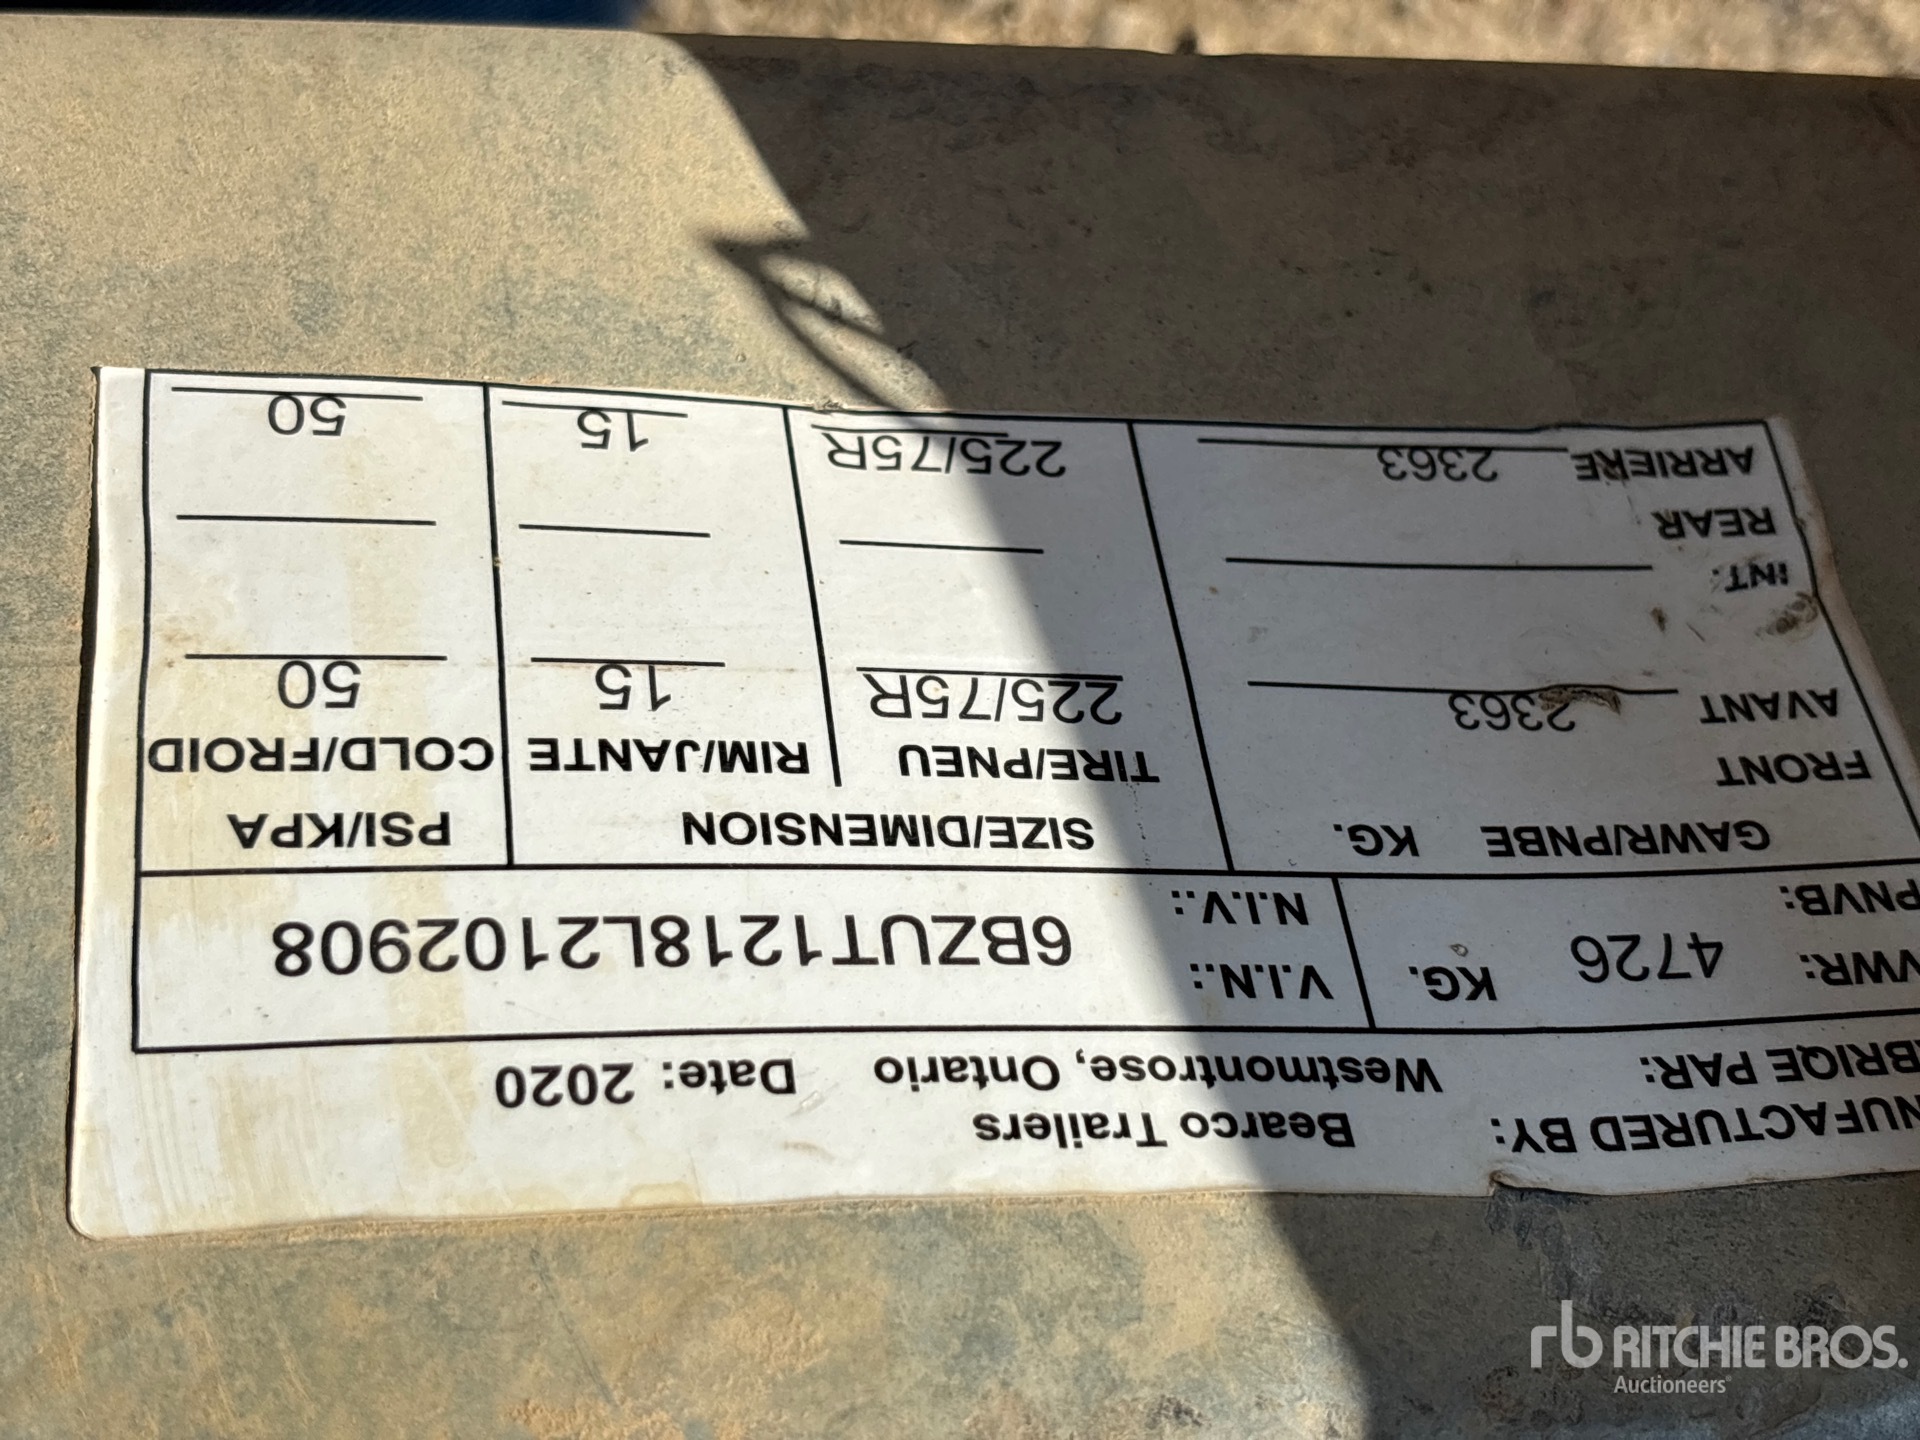 NUFACTURED BY: Bearco Trailers
BRIQE PAR: Westmontrose, Ontario Date: 2020
VWR: 4726 KG. V.I.N.: 6BZUT1218L2102908
PNVB: N.I.V.:
GAWR/PNBE KG. SIZE/DIMENSION PSI/KPA
FRONT TIRE/PNEU RIM/JANTE COLD/FROID
AVANT 2363 225/75R 15 50
INT:
REAR
ARRIERE 2363 225/75R 15 50
rb RITCHIE BROS.
Auctioneers